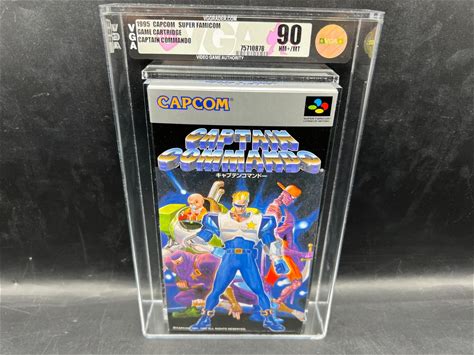 VGA
1995 CAPCOM SUPER FAMICOM
GAME CARTRIDGE
CAPTAIN COMMANDO
75710878
VIDEO GAME AUTHORITY
90
NM+/MT
CAPCOM
CAPTAIN
COMMANDO
キャプテンコマンドー